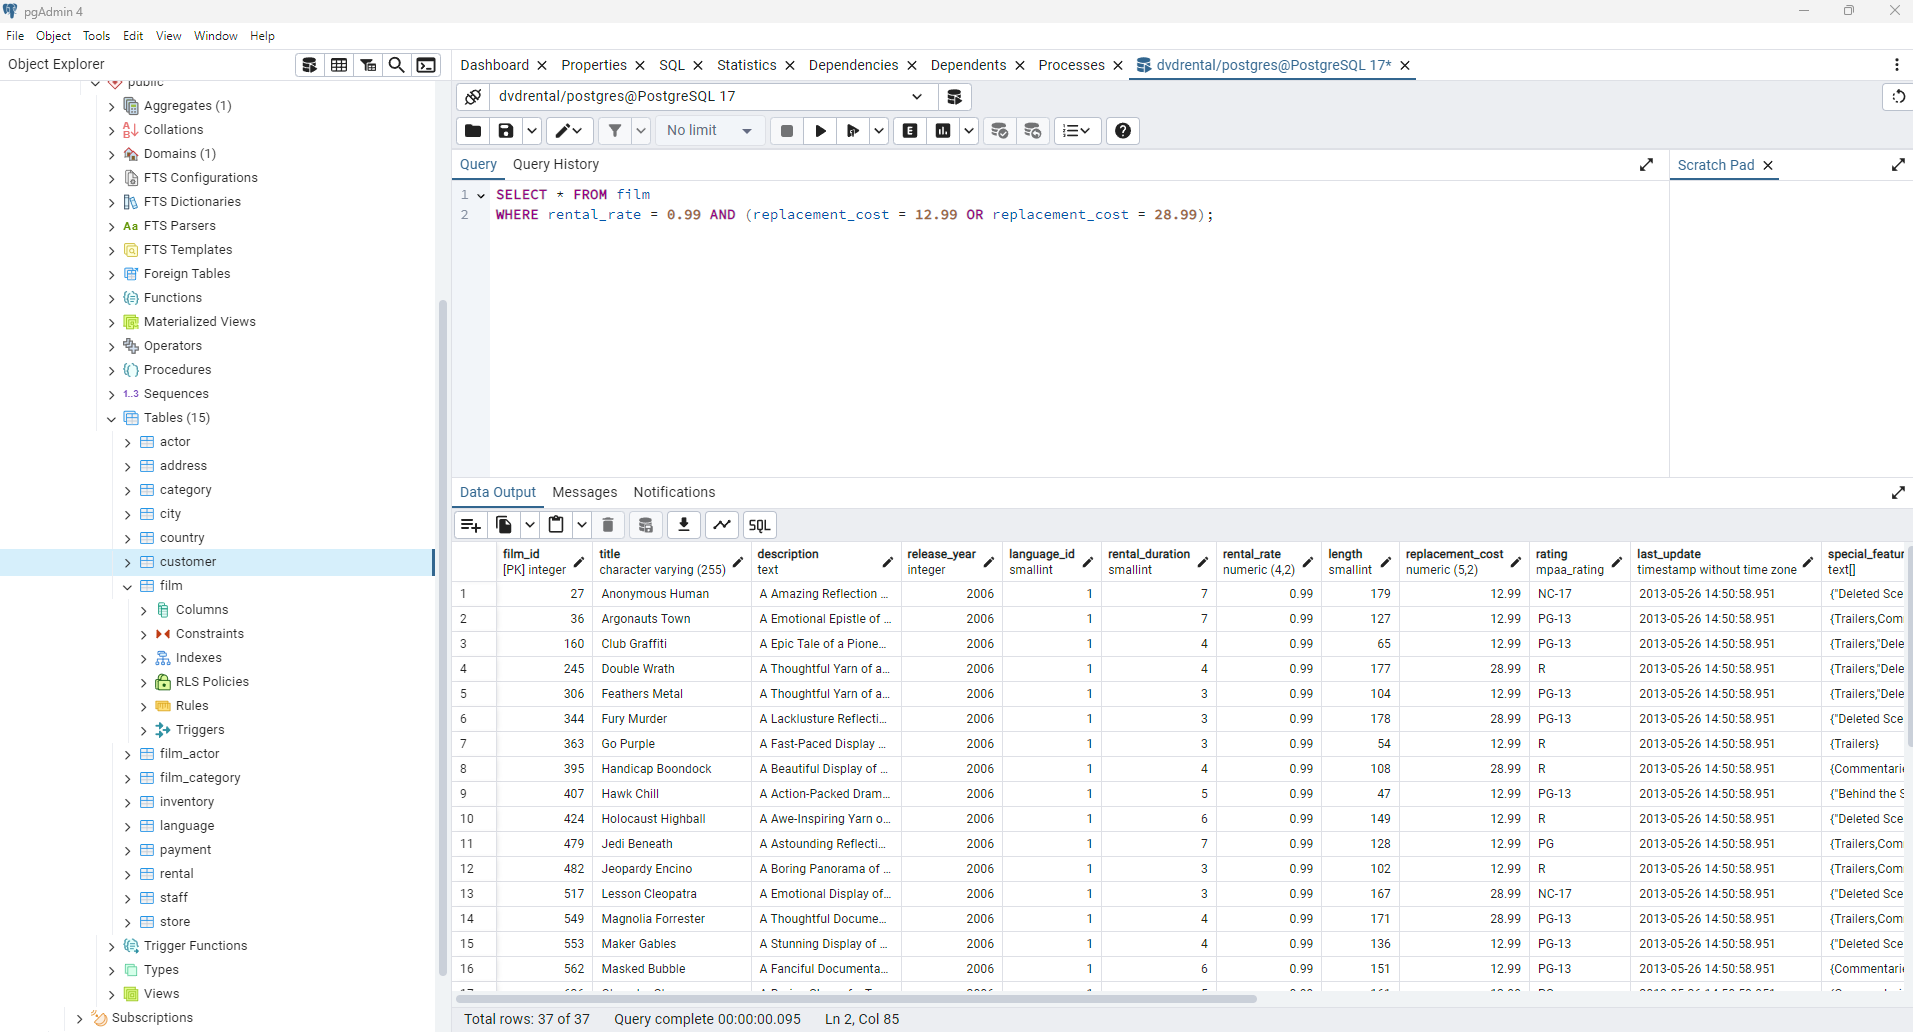 pgAdmin 4
File Object Tools Edit View Window Help
Object Explorer
public
Aggregates (1)
Collations
Domains (1)
FTS Configurations
FTS Dictionaries
Aa FTS Parsers
FTS Templates
Foreign Tables
Functions
Materialized Views
Operators
Procedures
1..3 Sequences
Tables (15)
actor
address
category
city
country
customer
film
Columns
Constraints
Indexes
RLS Policies
Rules
Triggers
film_actor
film_category
inventory
language
payment
rental
staff
store
Trigger Functions
Types
Views
Subscriptions
Dashboard Properties SQL Statistics Dependencies Dependents Processes dvdrental/postgres@PostgreSQL 17*
dvdrental/postgres@PostgreSQL 17
No limit E
Query Query History Scratch Pad
1 SELECT * FROM film
2 WHERE rental_rate = 0.99 AND (replacement_cost = 12.99 OR replacement_cost = 28.99);
Data Output Messages Notifications
SQL
film_id title description release_year language_id rental_duration rental_rate length replacement_cost rating last_update special_featur
[PK] integer character varying (255) text integer smallint smallint numeric (4,2) smallint numeric (5,2) mpaa_rating timestamp without time zone text[]
1 27 Anonymous Human A Amazing Reflection ... 2006 1 7 0.99 179 12.99 NC-17 2013-05-26 14:50:58.951 {"Deleted Sce
2 36 Argonauts Town A Emotional Epistle of ... 2006 1 7 0.99 127 12.99 PG-13 2013-05-26 14:50:58.951 {Trailers,Com
3 160 Club Graffiti A Epic Tale of a Pione... 2006 1 4 0.99 65 12.99 PG-13 2013-05-26 14:50:58.951 {Trailers,"Dele
4 245 Double Wrath A Thoughtful Yarn of a... 2006 1 4 0.99 177 28.99 R 2013-05-26 14:50:58.951 {Trailers,"Dele
5 306 Feathers Metal A Thoughtful Yarn of a... 2006 1 3 0.99 104 12.99 PG-13 2013-05-26 14:50:58.951 {Trailers,"Dele
6 344 Fury Murder A Lacklusture Reflecti... 2006 1 3 0.99 178 28.99 PG-13 2013-05-26 14:50:58.951 {"Deleted Sce
7 363 Go Purple A Fast-Paced Display ... 2006 1 3 0.99 54 12.99 R 2013-05-26 14:50:58.951 {Trailers}
8 395 Handicap Boondock A Beautiful Display of ... 2006 1 4 0.99 108 28.99 R 2013-05-26 14:50:58.951 {Commentari
9 407 Hawk Chill A Action-Packed Dram... 2006 1 5 0.99 47 12.99 PG-13 2013-05-26 14:50:58.951 {"Behind the S
10 424 Holocaust Highball A Awe-Inspiring Yarn o... 2006 1 6 0.99 149 12.99 R 2013-05-26 14:50:58.951 {"Deleted Sce
11 479 Jedi Beneath A Astounding Reflecti... 2006 1 7 0.99 128 12.99 PG 2013-05-26 14:50:58.951 {Trailers,Com
12 482 Jeopardy Encino A Boring Panorama of ... 2006 1 3 0.99 102 12.99 R 2013-05-26 14:50:58.951 {Trailers,Com
13 517 Lesson Cleopatra A Emotional Display of... 2006 1 3 0.99 167 28.99 NC-17 2013-05-26 14:50:58.951 {"Deleted Sce
14 549 Magnolia Forrester A Thoughtful Docume... 2006 1 4 0.99 171 28.99 PG-13 2013-05-26 14:50:58.951 {Trailers,Com
15 553 Maker Gables A Stunning Display of ... 2006 1 4 0.99 136 12.99 PG-13 2013-05-26 14:50:58.951 {"Deleted Sce
16 562 Masked Bubble A Fanciful Documenta... 2006 1 6 0.99 151 12.99 PG-13 2013-05-26 14:50:58.951 {Commentari
Total rows: 37 of 37 Query complete 00:00:00.095 Ln 2, Col 85